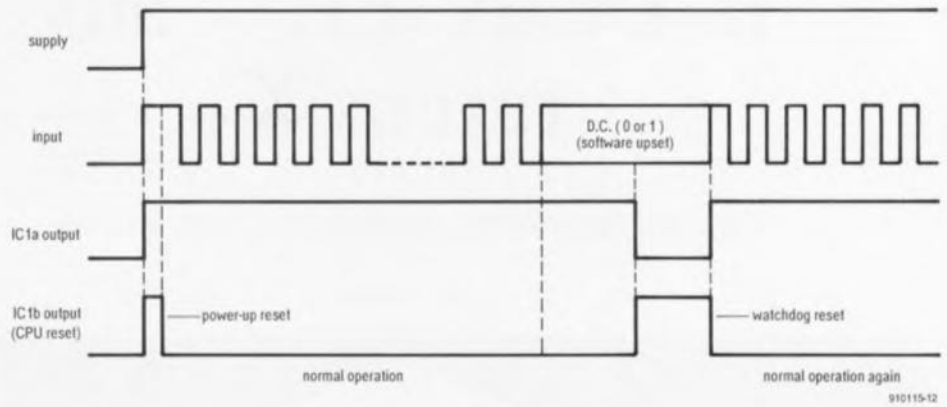 supply
input
D.C. ( 0 or 1 )
(software upset)
IC1a output
IC1b output
(CPU reset)
power-up reset
watchdog reset
normal operation
normal operation again
910115-12